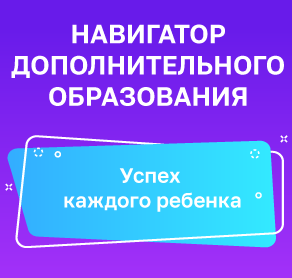 НАВИГАТОР
ДОПОЛНИТЕЛЬНОГО
ОБРАЗОВАНИЯ
Успех
каждого ребенка